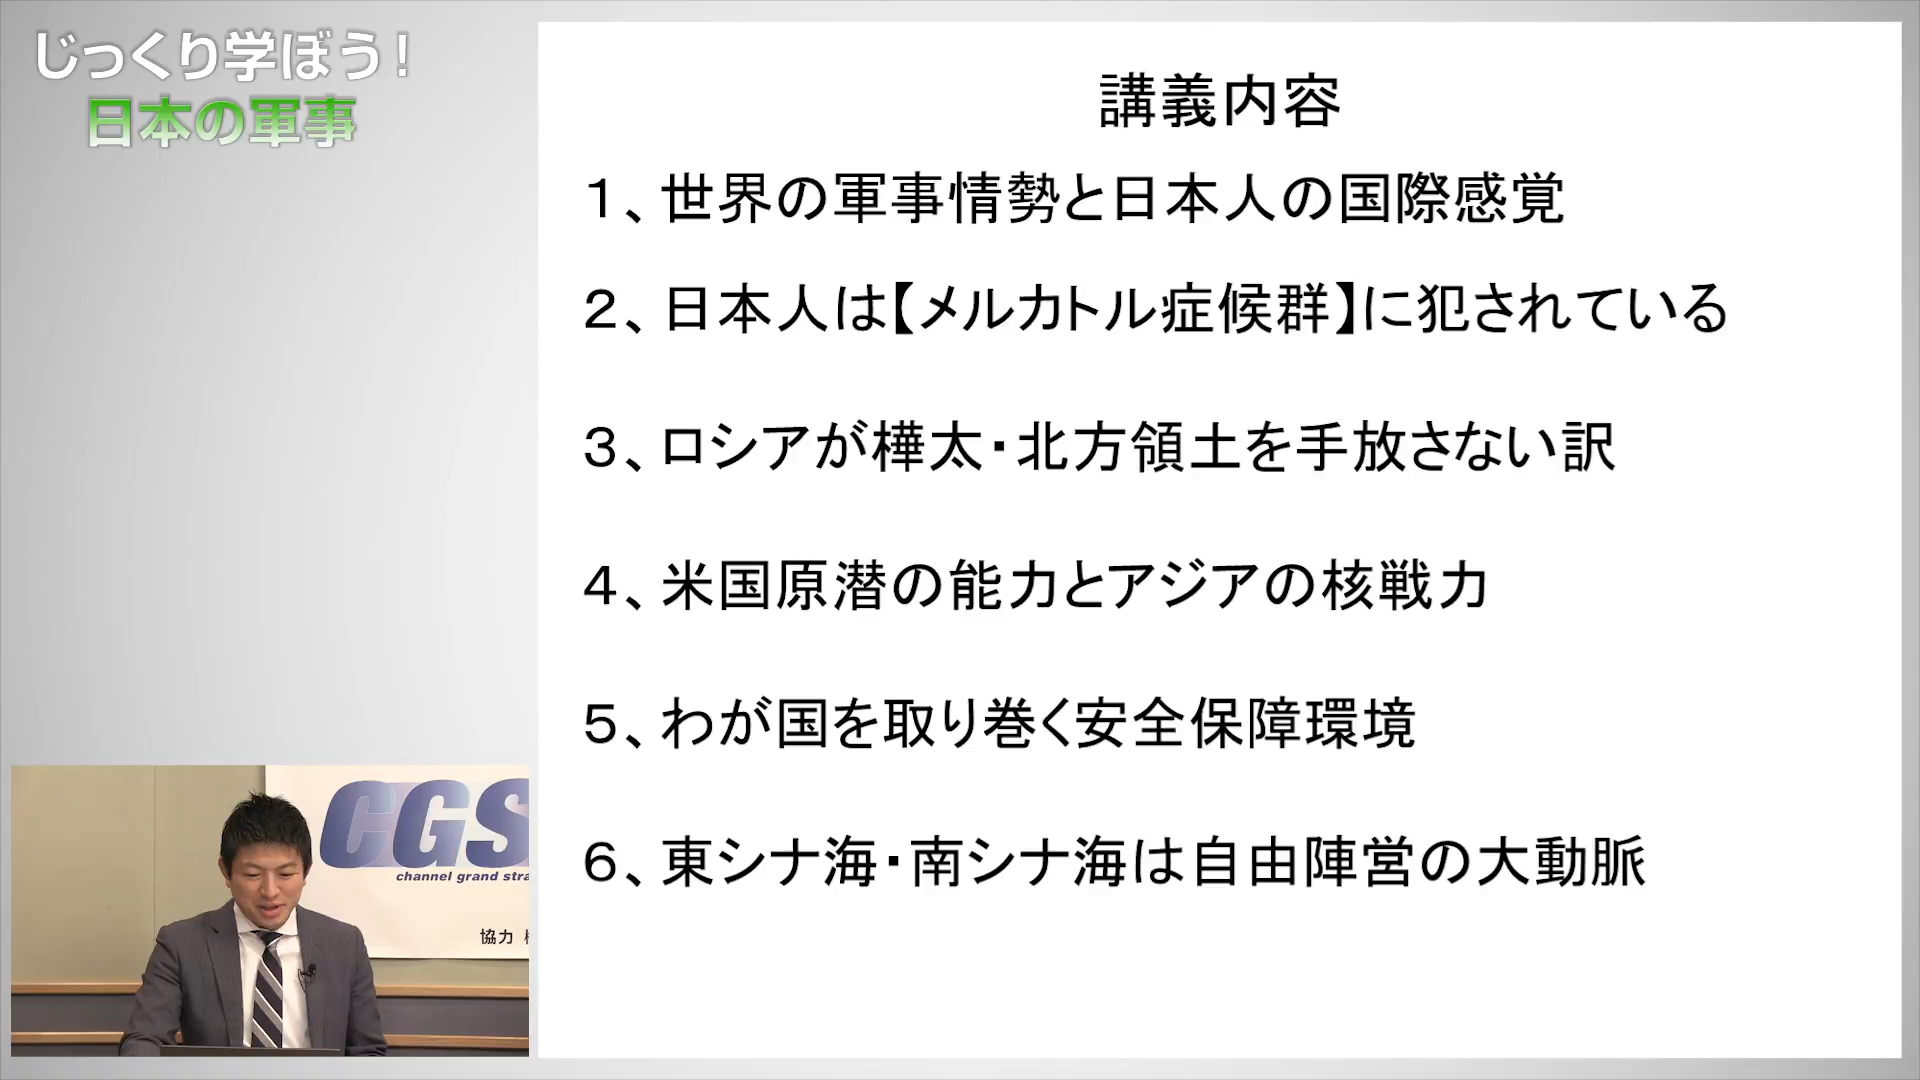 じっくり学ぼう！
日本の軍事
講義内容
１、世界の軍事情勢と日本人の国際感覚
２、日本人は【メルカトル症候群】に犯されている
３、ロシアが樺太・北方領土を手放さない訳
４、米国原潜の能力とアジアの核戦力
５、わが国を取り巻く安全保障環境
６、東シナ海・南シナ海は自由陣営の大動脈
CGS
channel grand stra
協力